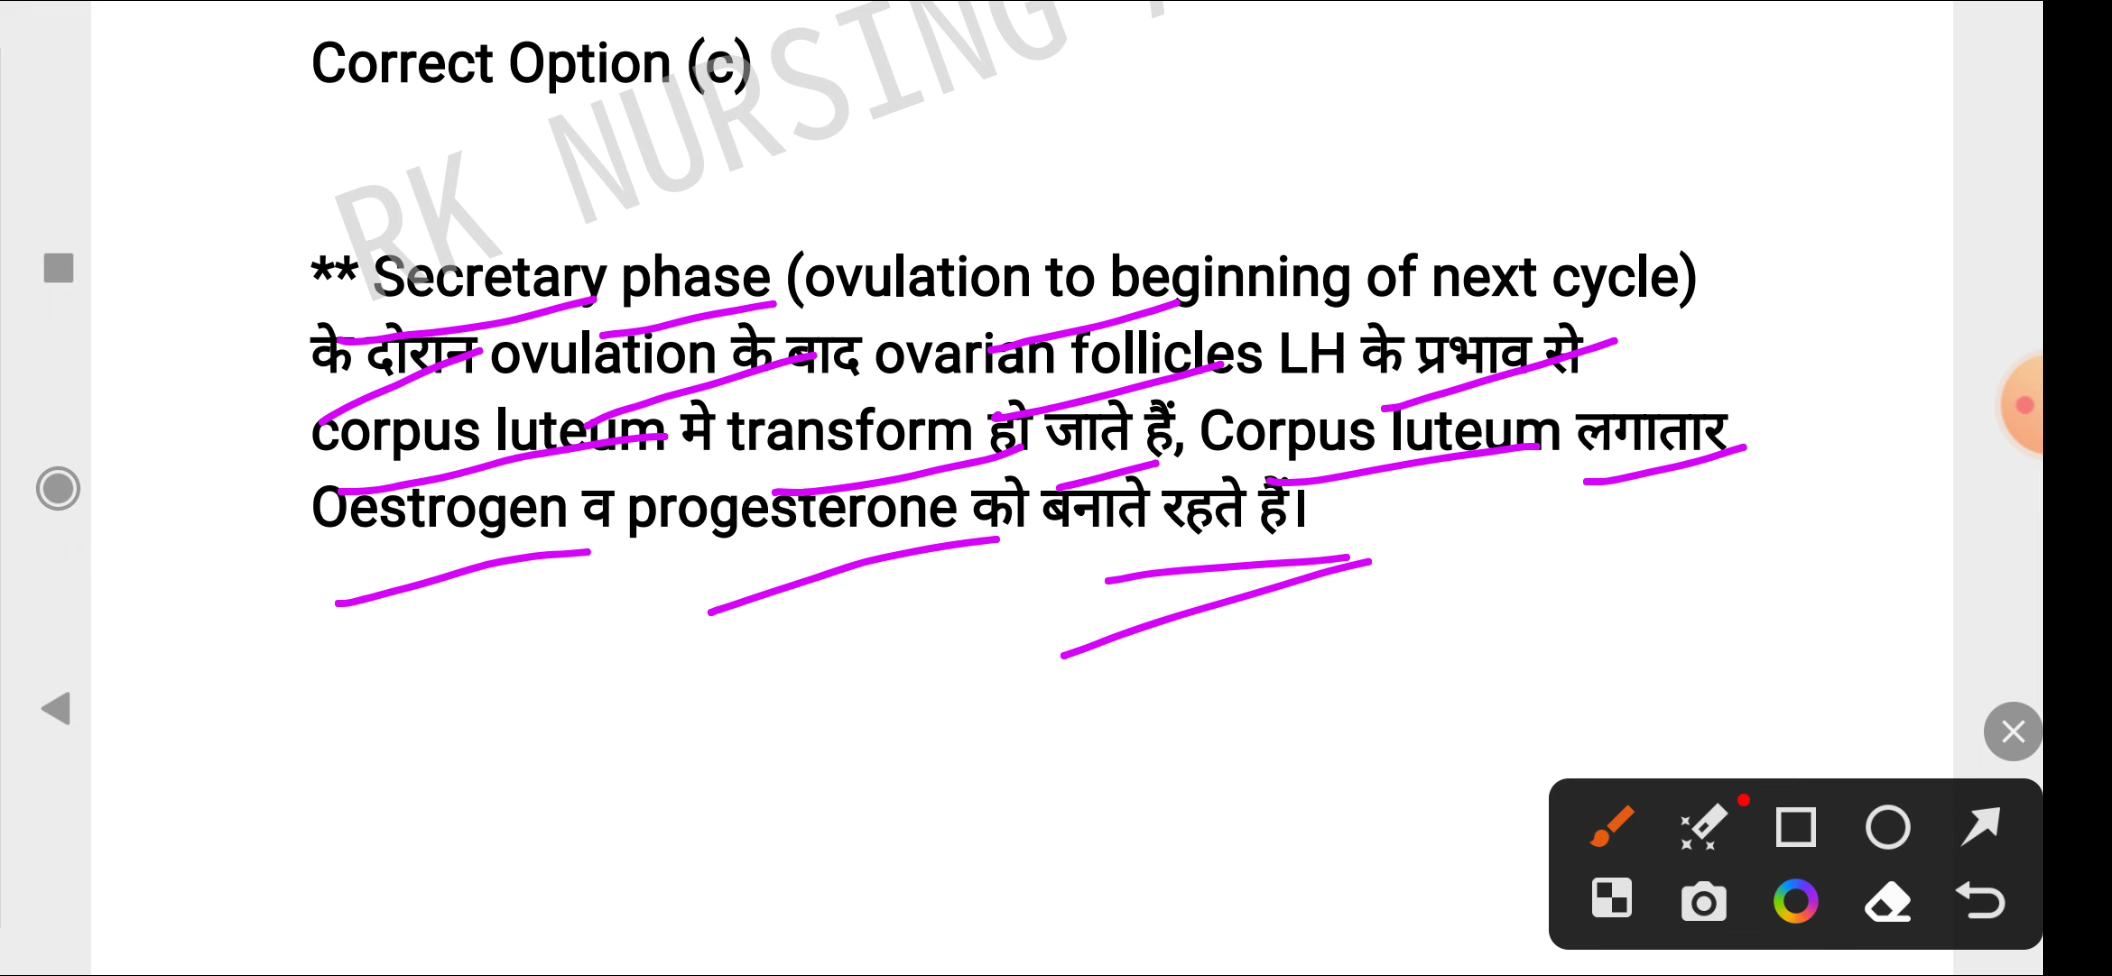 Correct Option (c)
RK NURSING
** Secretary phase (ovulation to beginning of next cycle)
के दोरान ovulation के बाद ovarian follicles LH के प्रभाव से
corpus luteum मे transform हो जाते हैं, Corpus luteum लगातार
Oestrogen व progesterone को बनाते रहते हैं।